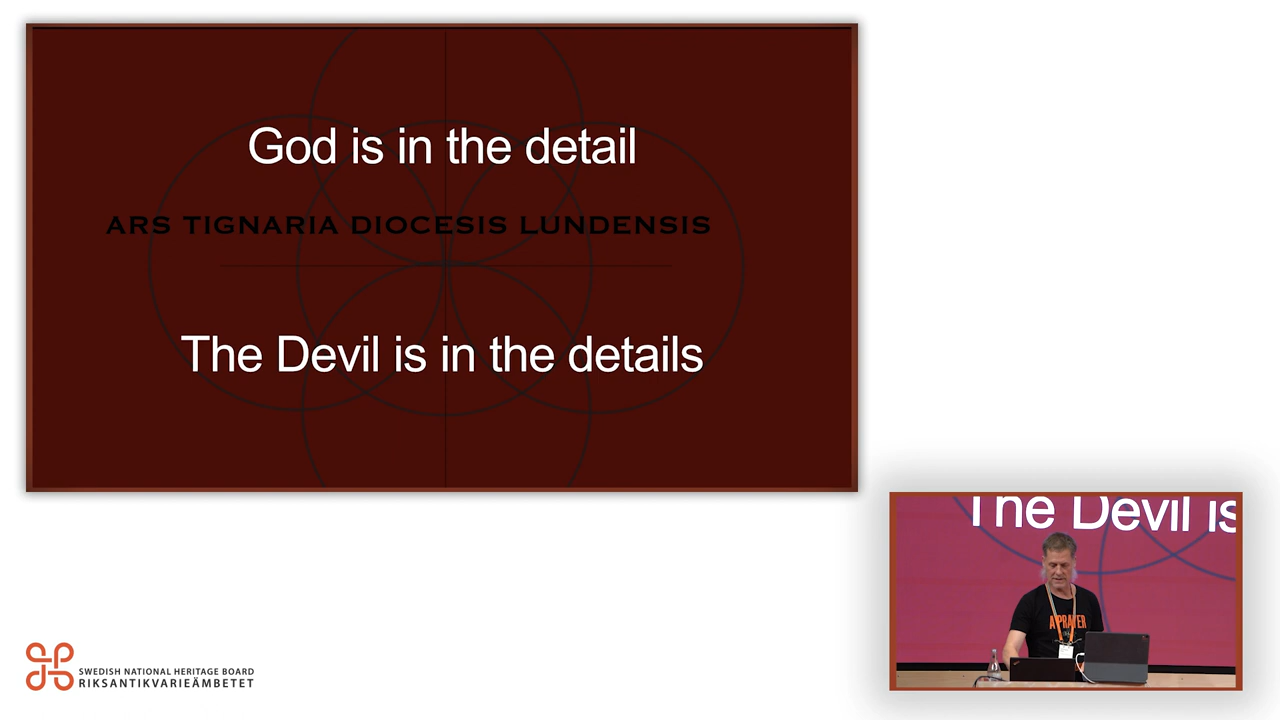 God is in the detail
ARS TIGNARIA DIOCESIS LUNDENSIS
The Devil is in the details
The Devil is
A PRAYER
SWEDISH NATIONAL HERITAGE BOARD
RIKSANTIKVARIEÄMBETET